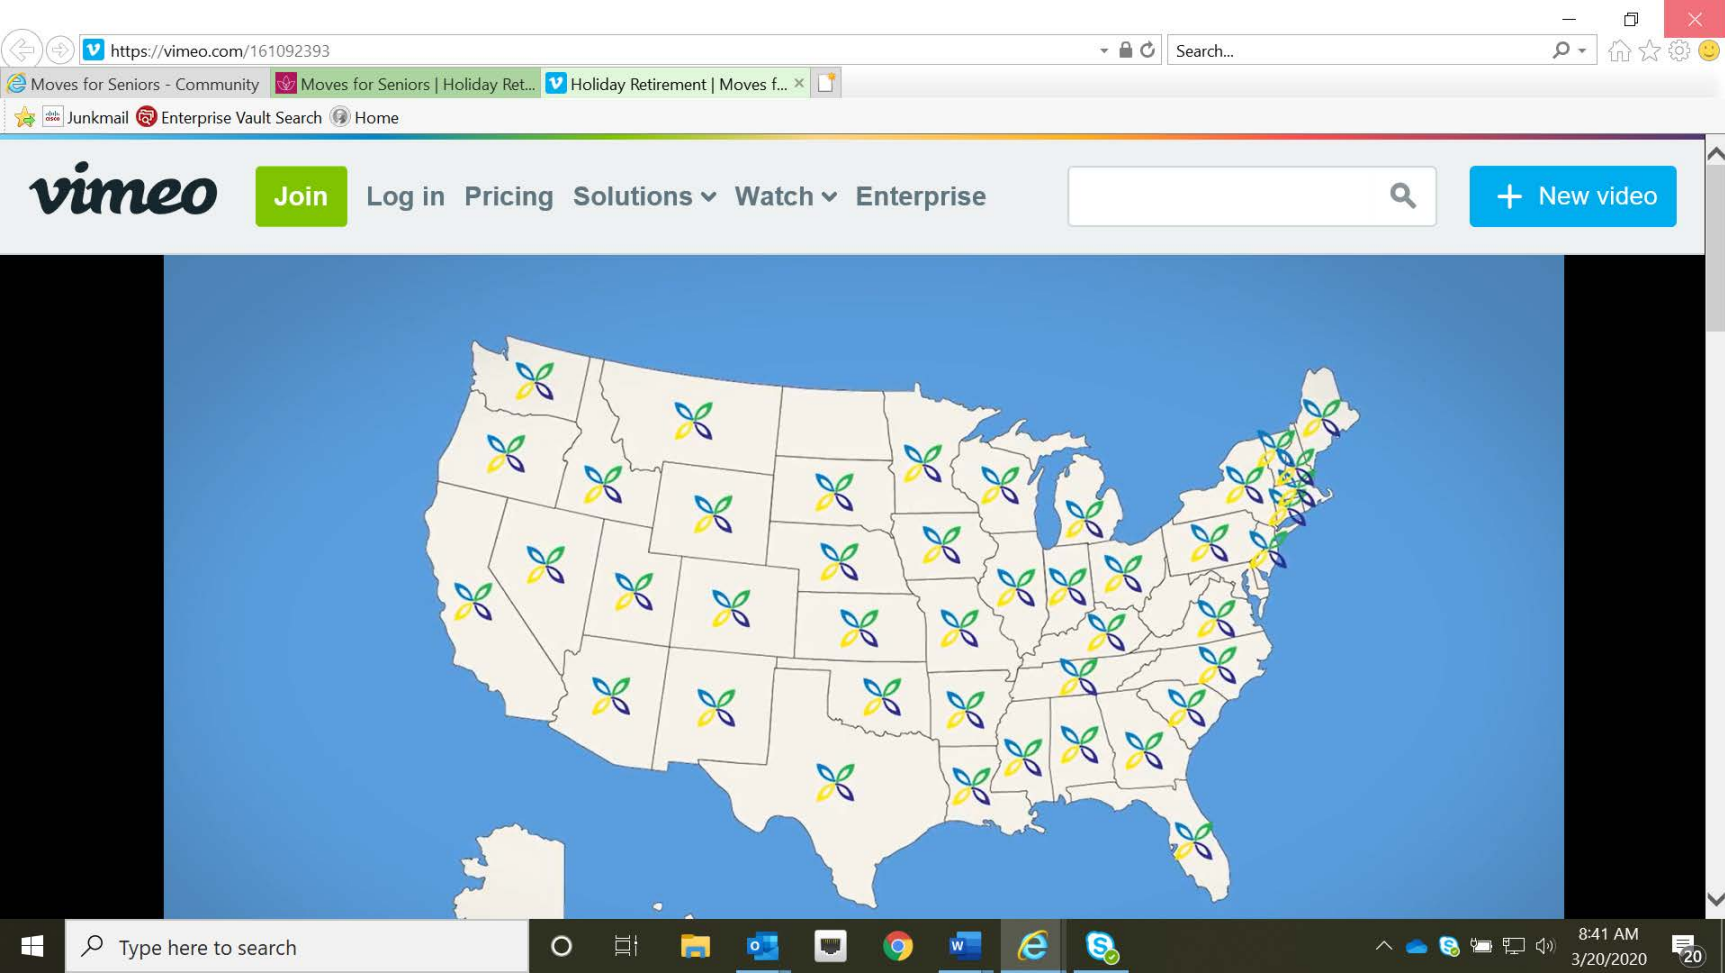 https://vimeo.com/161092393
Search...
Moves for Seniors - Community
Moves for Seniors | Holiday Ret...
Holiday Retirement | Moves f...
Junkmail
Enterprise Vault Search
Home
vimeo
Join
Log in
Pricing
Solutions
Watch
Enterprise
New video
Type here to search
8:41 AM
3/20/2020
20